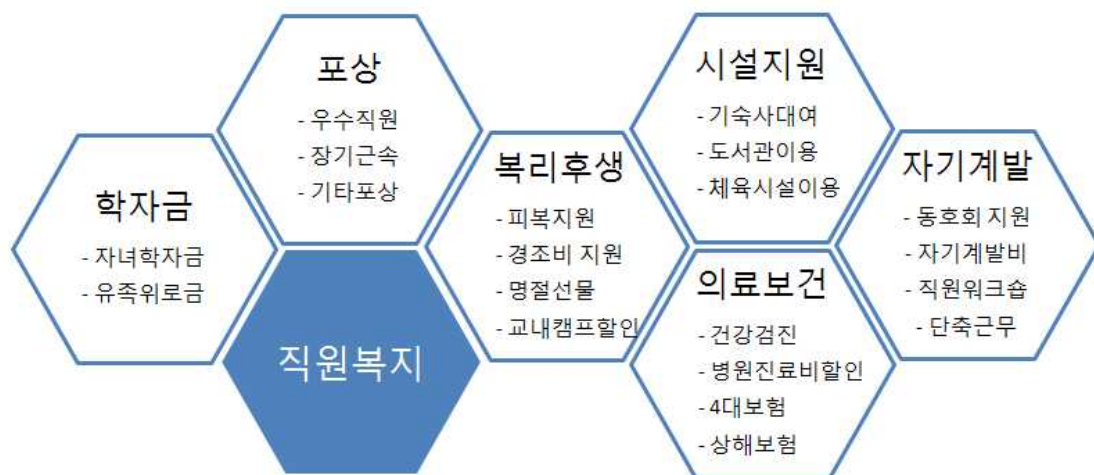 학자금
- 자녀학자금
- 유족위로금
포상
- 우수직원
- 장기근속
- 기타포상
직원복지
복리후생
- 피복지원
- 경조비 지원
- 명절선물
- 교내캠프할인
시설지원
- 기숙사대여
- 도서관이용
- 체육시설이용
의료보건
- 건강검진
- 병원진료비할인
- 4대보험
- 상해보험
자기계발
- 동호회 지원
- 자기계발비
- 직원워크숍
- 단축근무